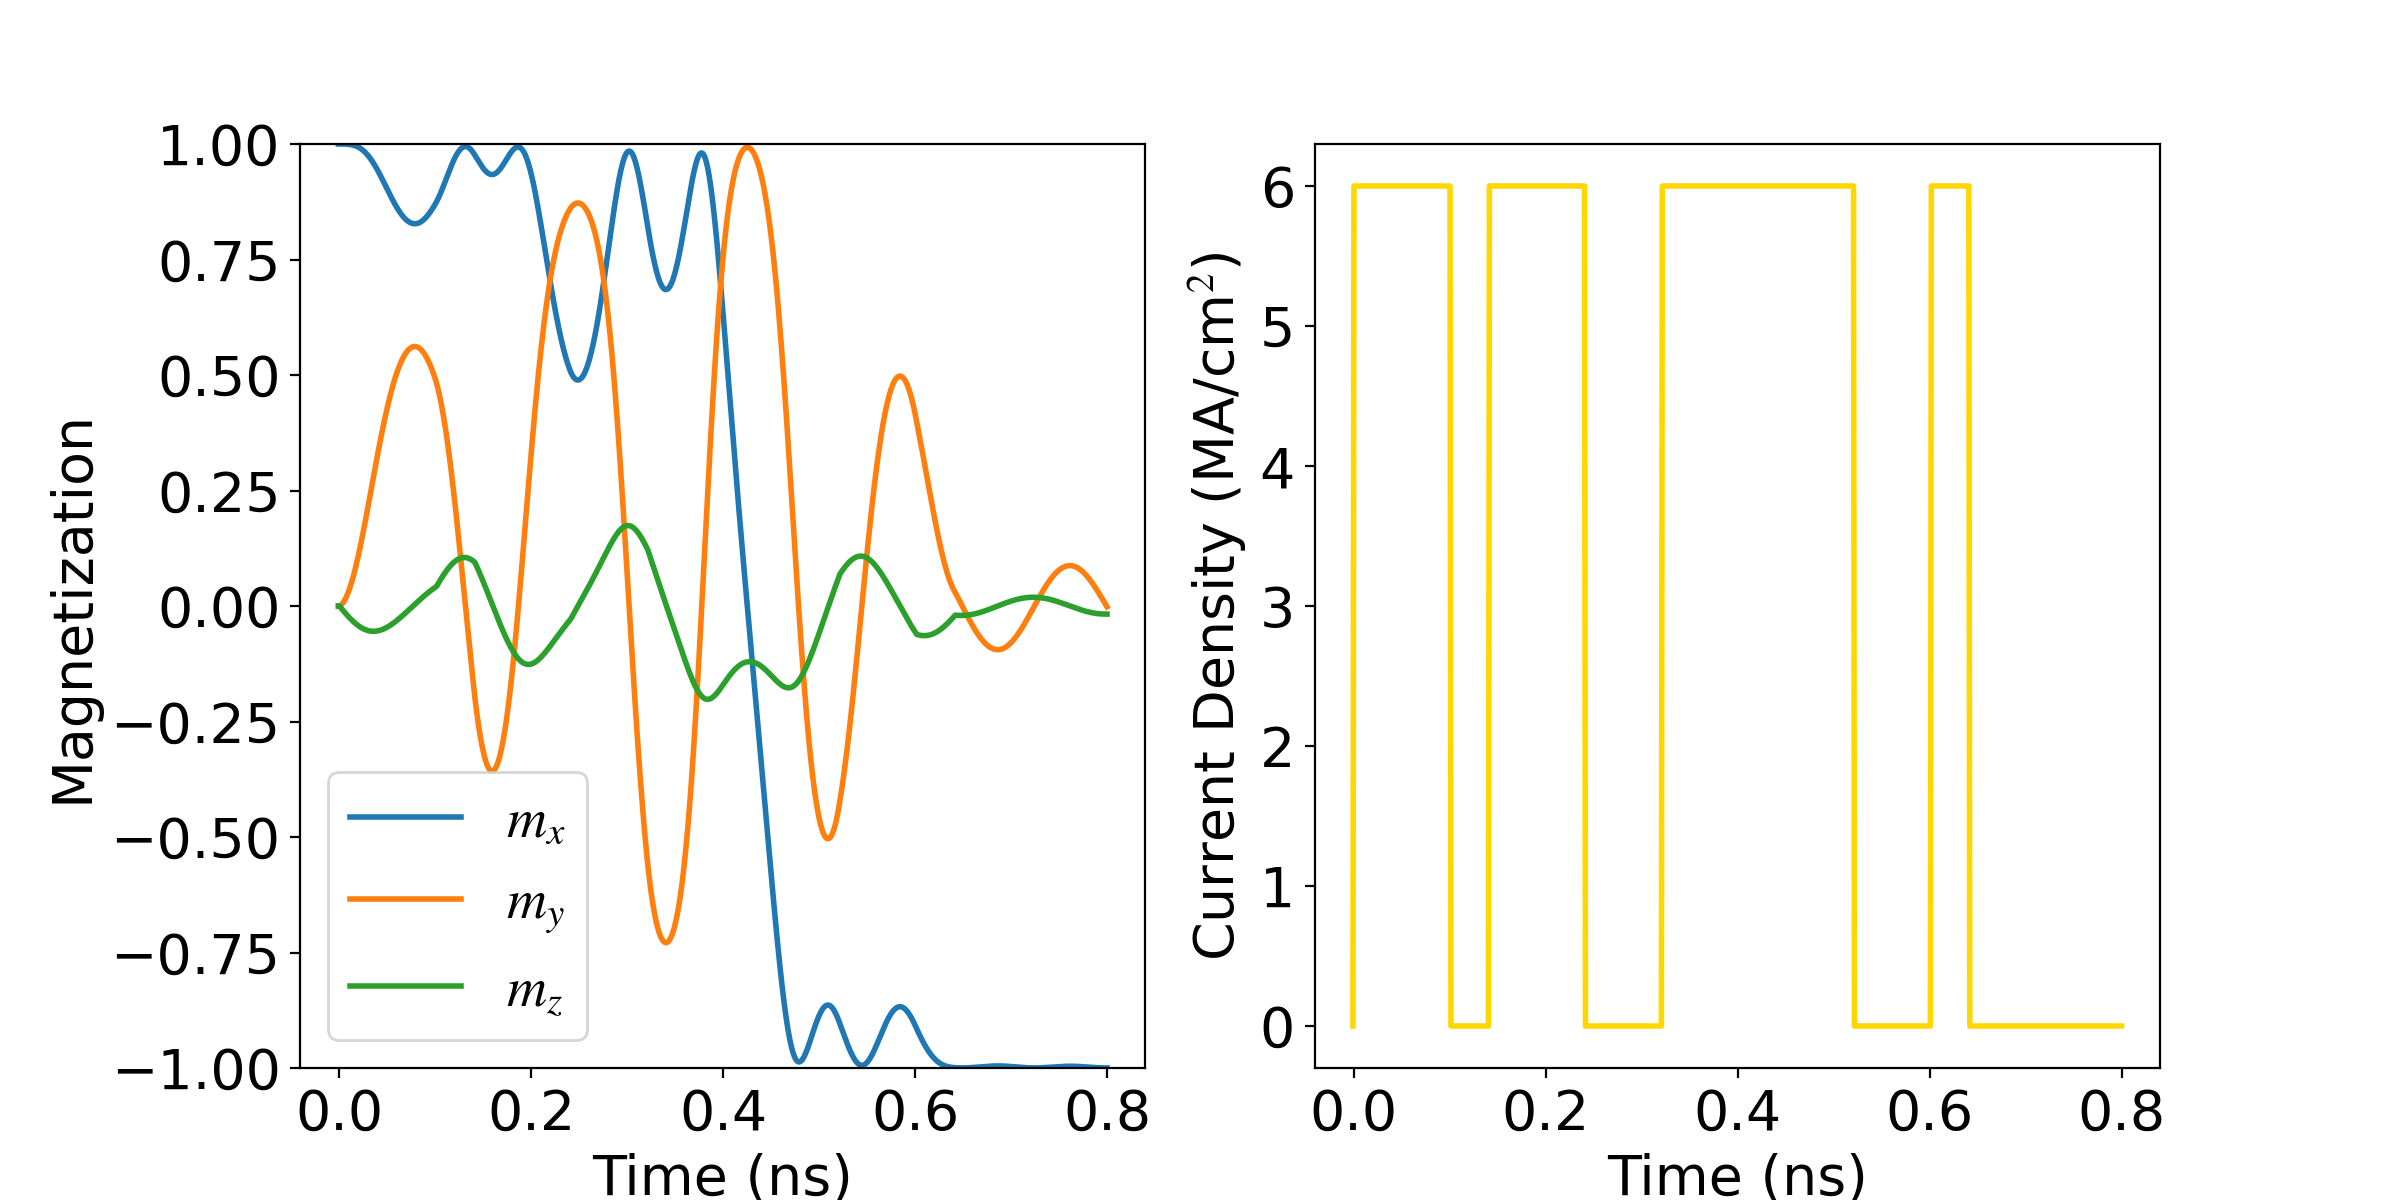 Magnetization
1.00
0.75
0.50
0.25
0.00
−0.25
−0.50
−0.75
−1.00
m_x
m_y
m_z
0.0 0.2 0.4 0.6 0.8
Time (ns)
Current Density (MA/cm²)
6
5
4
3
2
1
0
0.0 0.2 0.4 0.6 0.8
Time (ns)